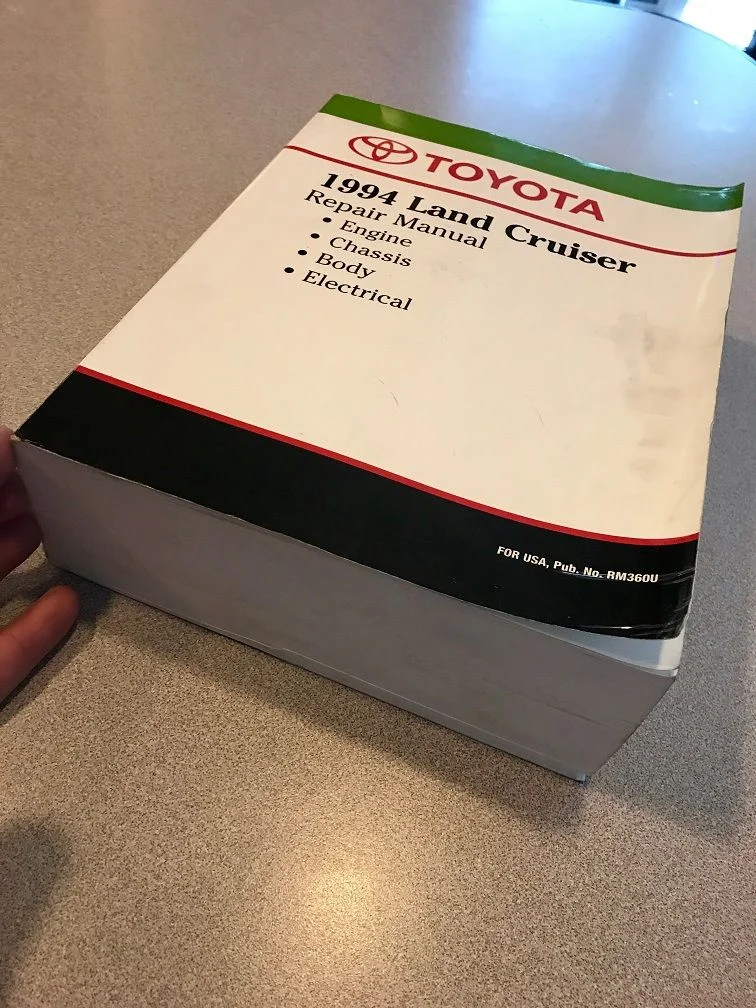 TOYOTA
1994 Land Cruiser
Repair Manual
• Engine
• Chassis
• Body
• Electrical
FOR USA, Pub. No. RM360U